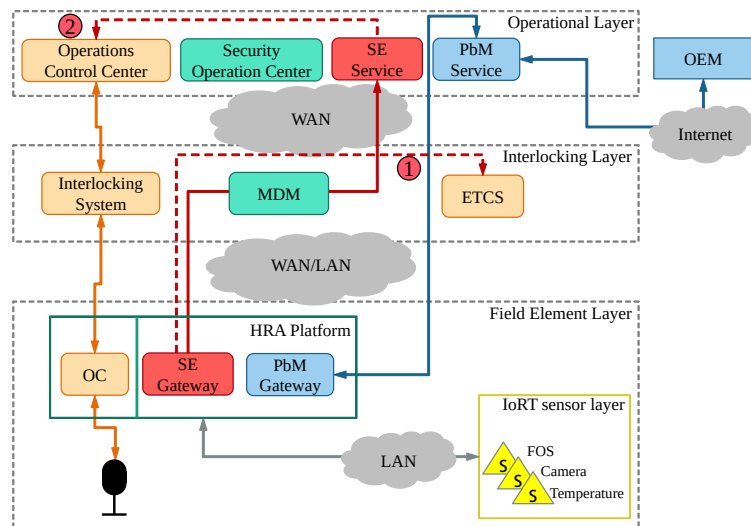 2
Operational Layer
Operations
Control Center
Security
Operation Center
SE
Service
PbM
Service
OEM
WAN
Internet
1
Interlocking Layer
Interlocking
System
MDM
ETCS
WAN/LAN
Field Element Layer
HRA Platform
OC
SE
Gateway
PbM
Gateway
IoRT sensor layer
LAN
S
S
S
FOS
Camera
Temperature